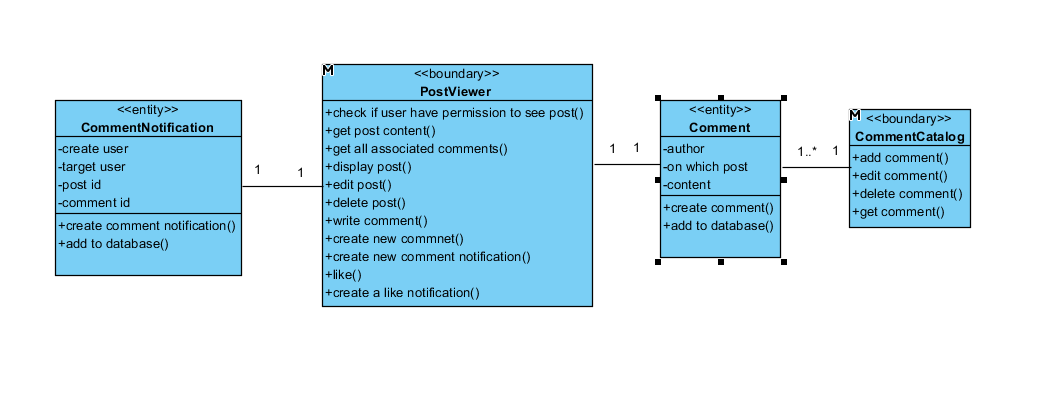 <<entity>>
CommentNotification
-create user
-target user
-post id
-comment id
+create comment notification()
+add to database()
1
1
M
<<boundary>>
PostViewer
+check if user have permission to see post()
+get post content()
+get all associated comments()
+display post()
+edit post()
+delete post()
+write comment()
+create new commnet()
+create new comment notification()
+like()
+create a like notification()
1
1
<<entity>>
Comment
-author
-on which post
-content
+create comment()
+add to database()
1..*
1
M
<<boundary>>
CommentCatalog
+add comment()
+edit comment()
+delete comment()
+get comment()